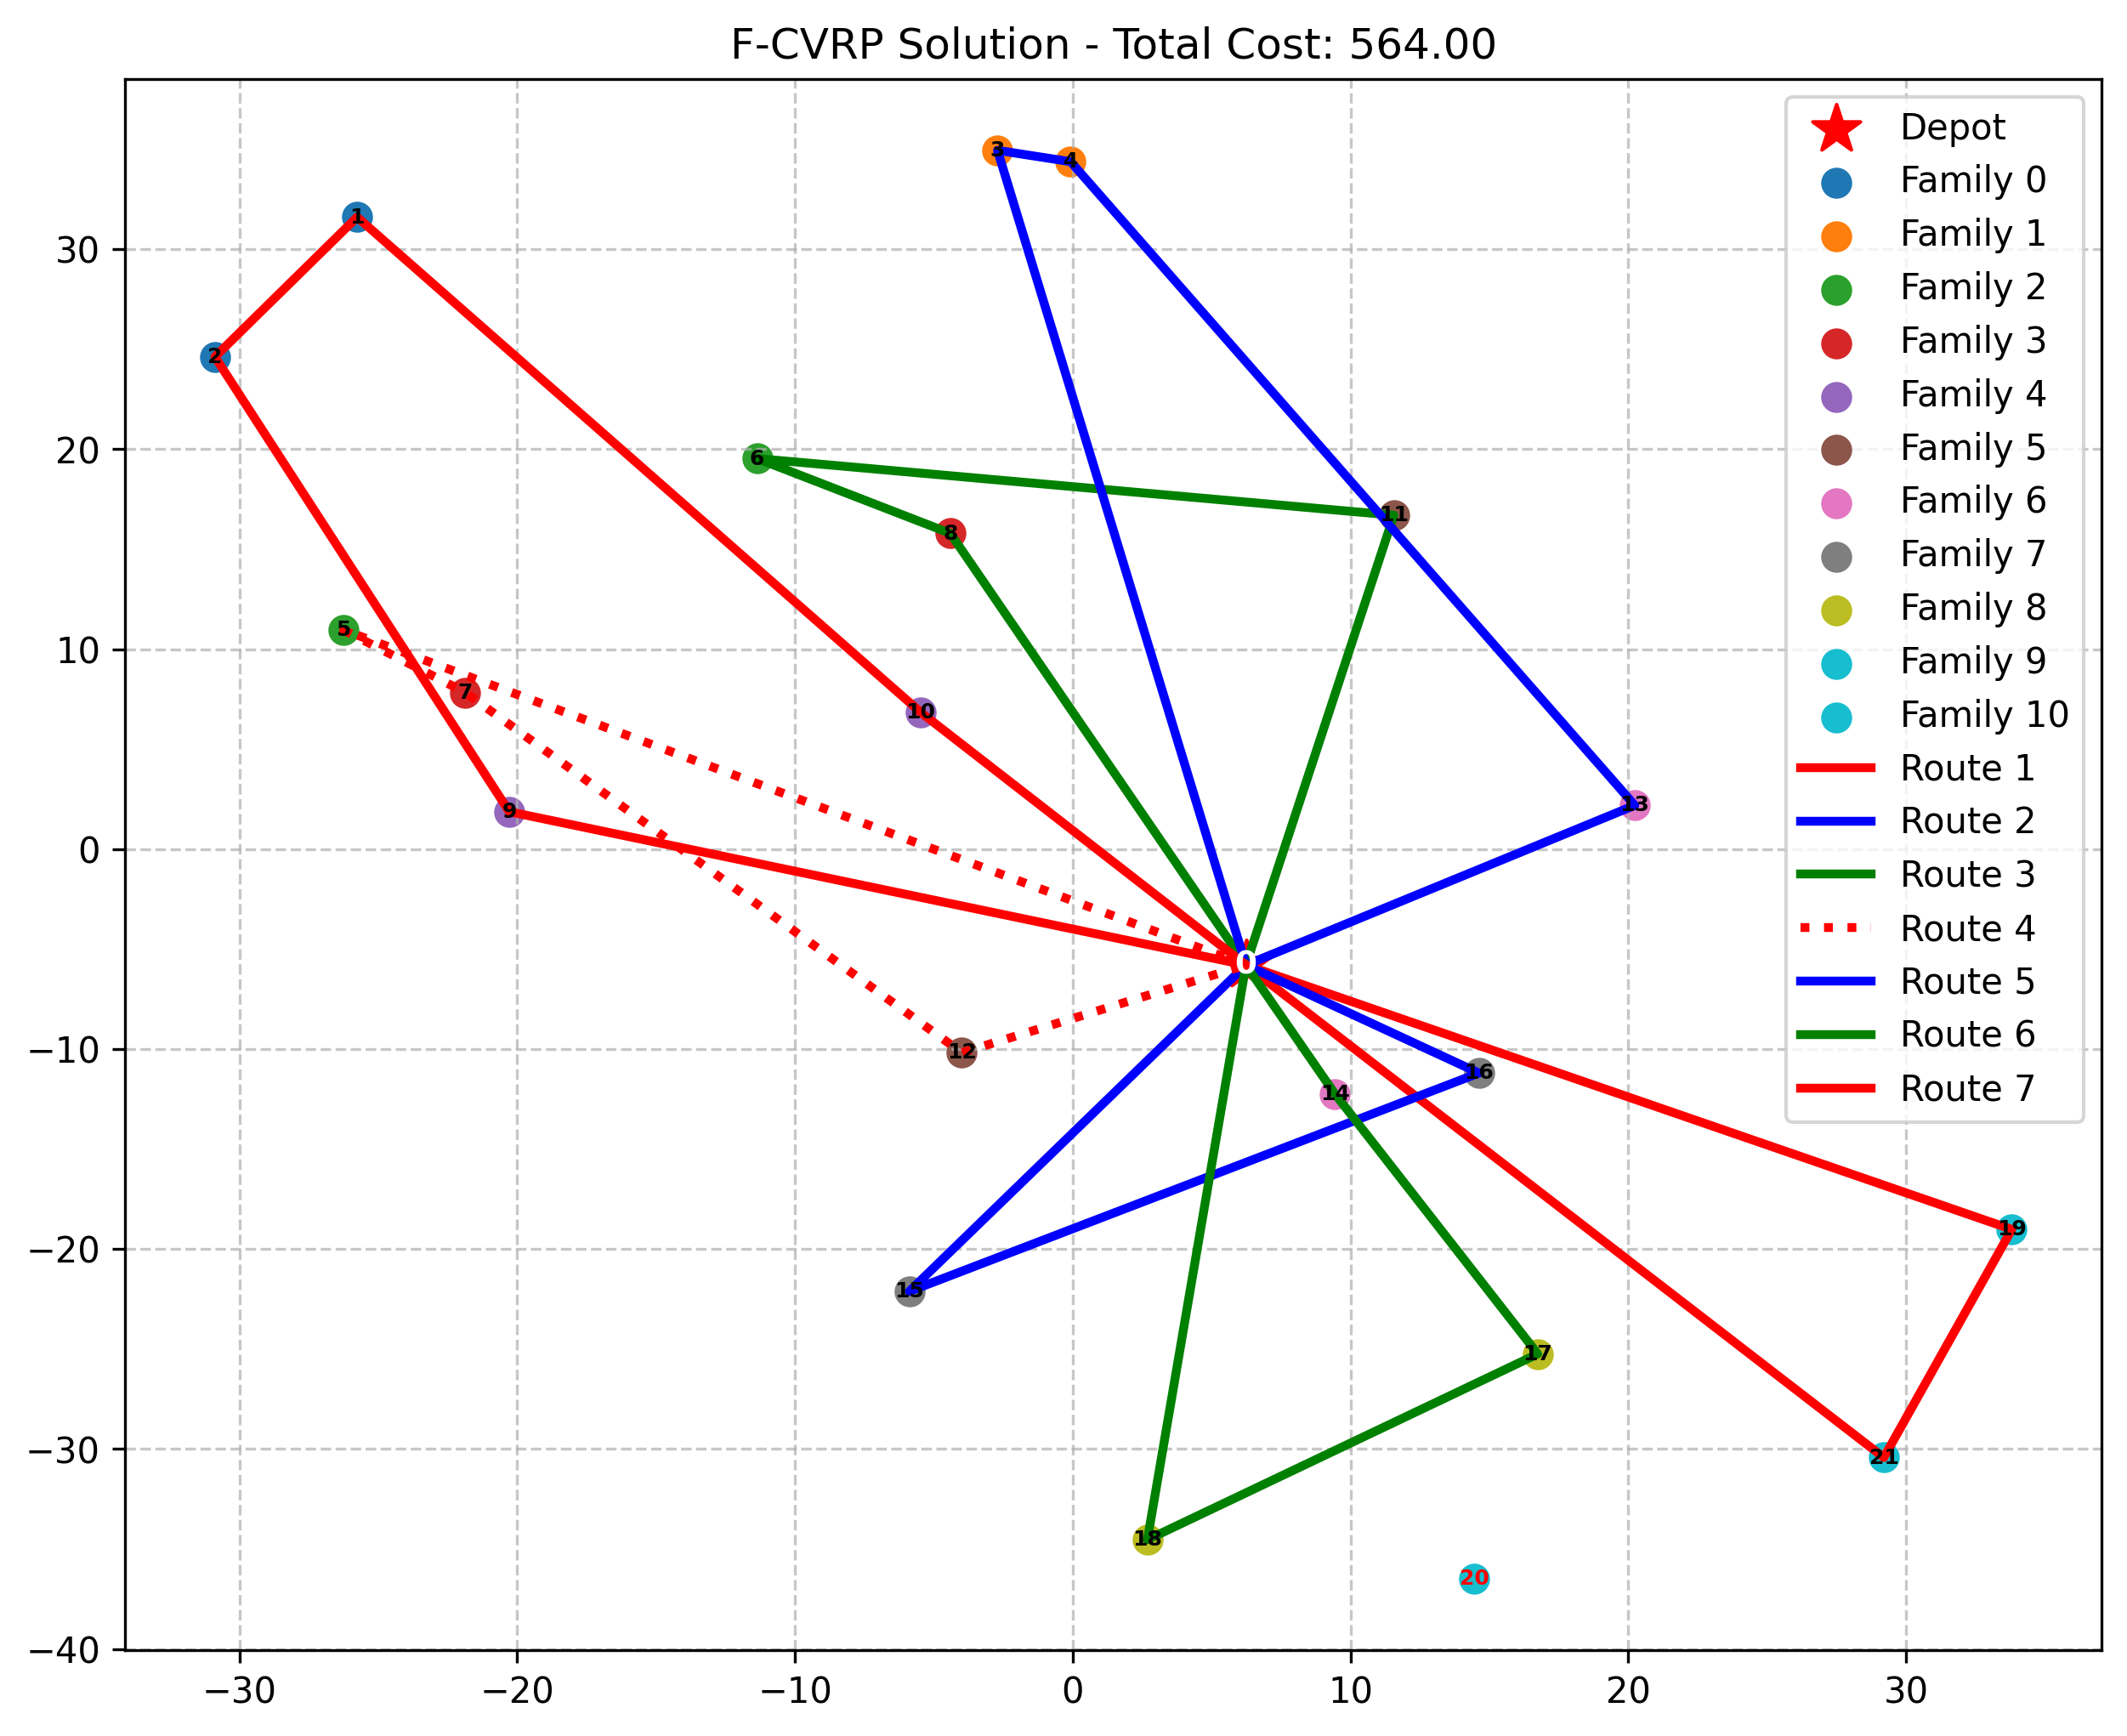 F-CVRP Solution - Total Cost: 564.00
Depot
Family 0
Family 1
Family 2
Family 3
Family 4
Family 5
Family 6
Family 7
Family 8
Family 9
Family 10
Route 1
Route 2
Route 3
Route 4
Route 5
Route 6
Route 7
30
20
10
0
−10
−20
−30
−40
3
4
1
2
6
11
8
5
7
10
13
9
0
12
16
14
19
15
17
21
18
20
−30
−20
−10
0
10
20
30